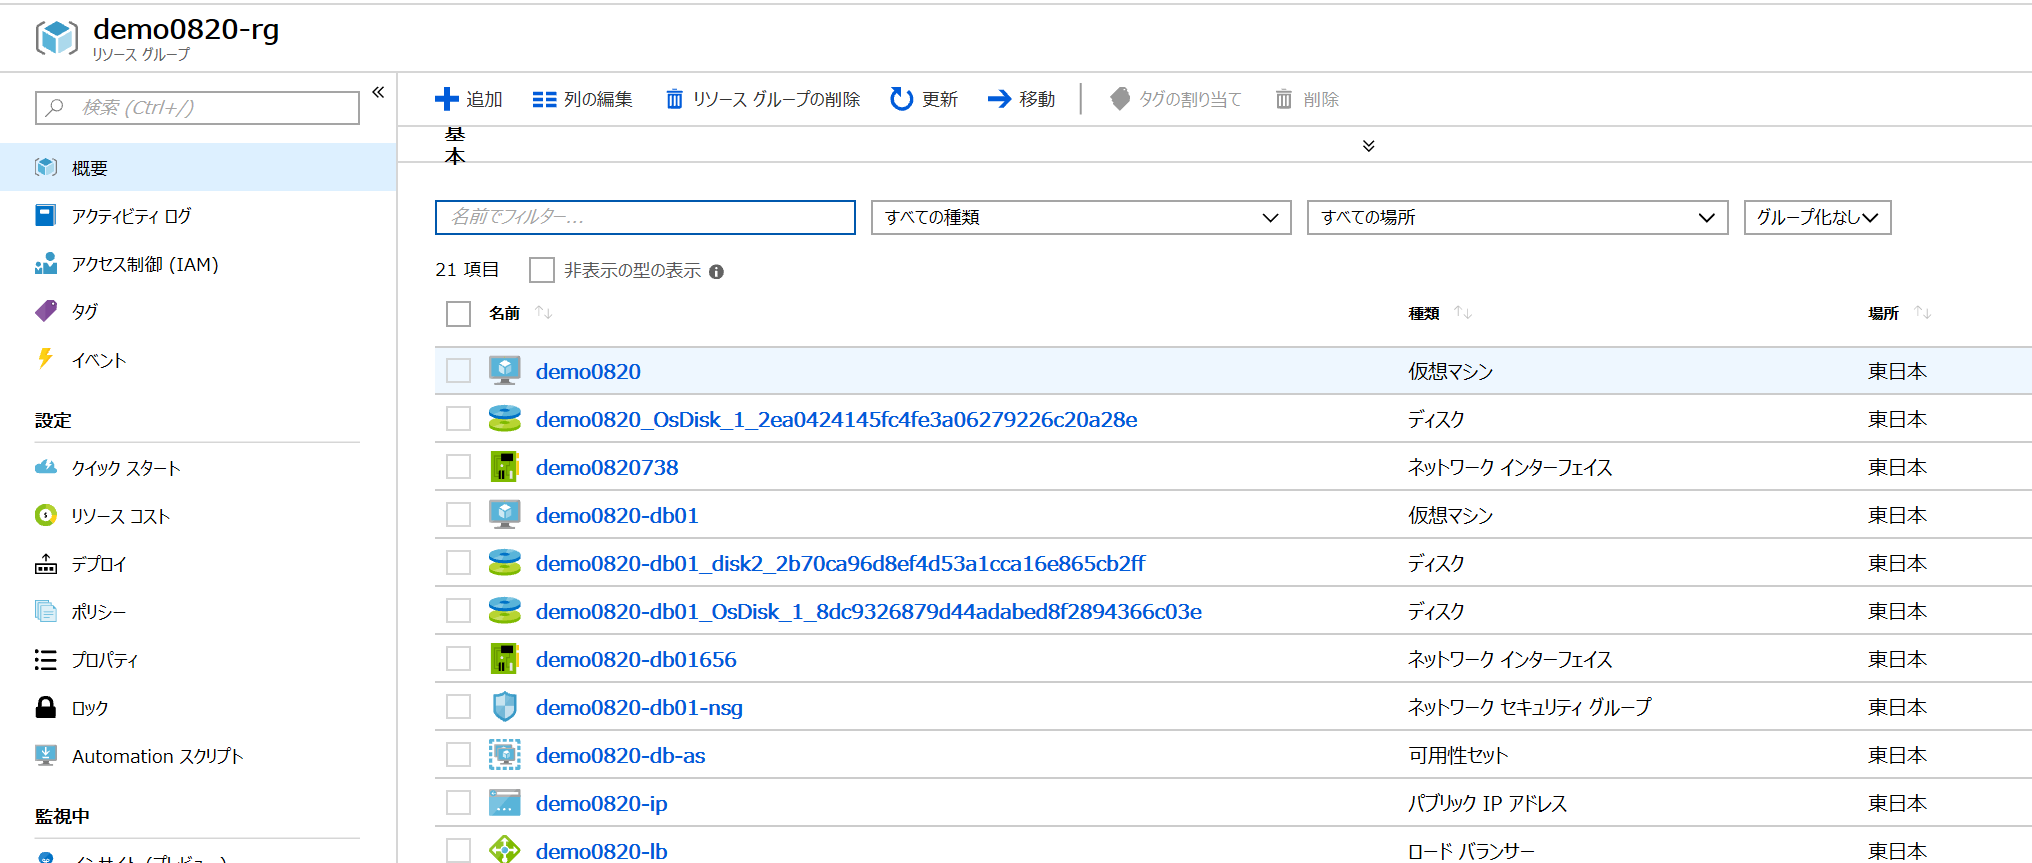 demo0820-rg
リソース グループ
検索 (Ctrl+/)
概要
アクティビティ ログ
アクセス制御 (IAM)
タグ
イベント
設定
クイック スタート
リソース コスト
デプロイ
ポリシー
プロパティ
ロック
Automation スクリプト
監視中
インサイト (プレビュー)
追加 列の編集 リソース グループの削除 更新 移動 タグの割り当て 削除
基
本
名前でフィルター... すべての種類 すべての場所 グループ化なし
21 項目 非表示の型の表示
名前 種類 場所
demo0820 仮想マシン 東日本
demo0820_OsDisk_1_2ea0424145fc4fe3a06279226c20a28e ディスク 東日本
demo0820738 ネットワーク インターフェイス 東日本
demo0820-db01 仮想マシン 東日本
demo0820-db01_disk2_2b70ca96d8ef4d53a1cca16e865cb2ff ディスク 東日本
demo0820-db01_OsDisk_1_8dc9326879d44adabed8f2894366c03e ディスク 東日本
demo0820-db01656 ネットワーク インターフェイス 東日本
demo0820-db01-nsg ネットワーク セキュリティ グループ 東日本
demo0820-db-as 可用性セット 東日本
demo0820-ip パブリック IP アドレス 東日本
demo0820-lb ロード バランサー 東日本